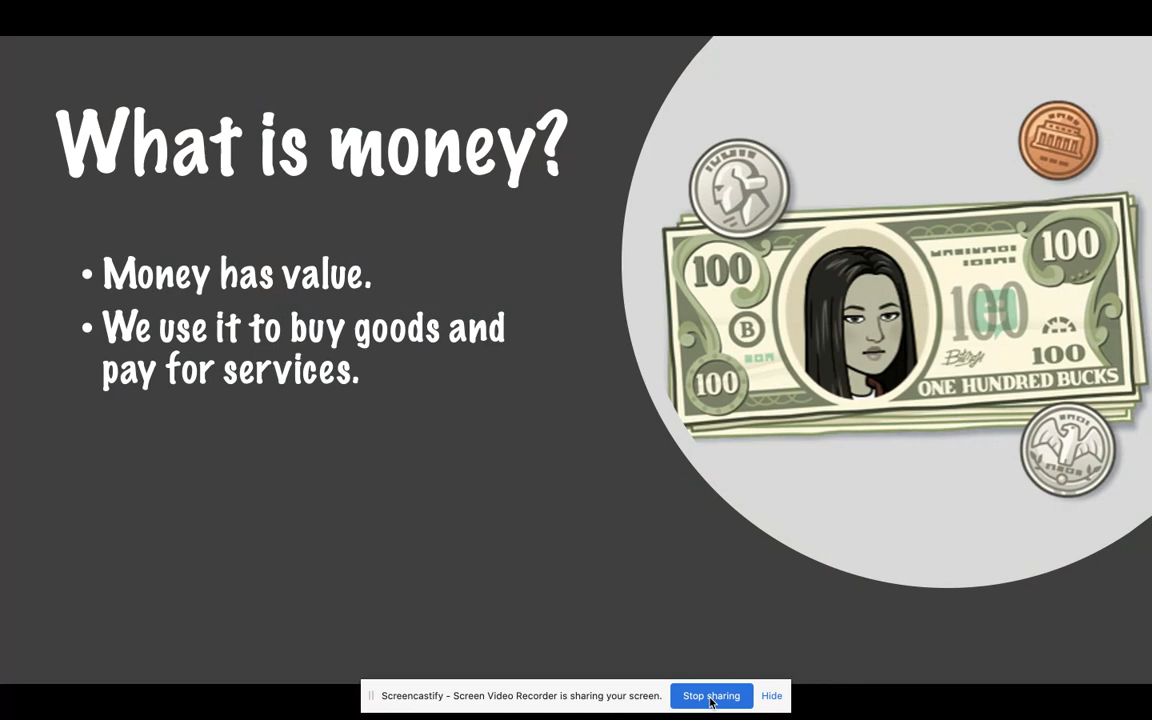 What is money?
• Money has value.
• We use it to buy goods and
pay for services.
100
100
100
B
100
100
ONE HUNDRED BUCKS
Screencastify - Screen Video Recorder is sharing your screen.
Stop sharing
Hide